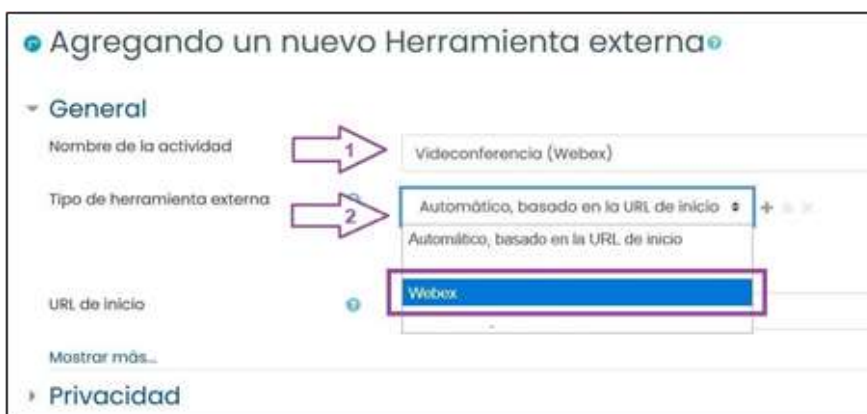 Agregando un nuevo Herramienta externa
General
Nombre de la actividad
1
Videconferencia (Webex)
Tipo de herramienta externa
2
Automático, basado en la URL de inicio
Automático, basado en la URL de inicio
Webex
URL de inicio
Mostrar más...
Privacidad